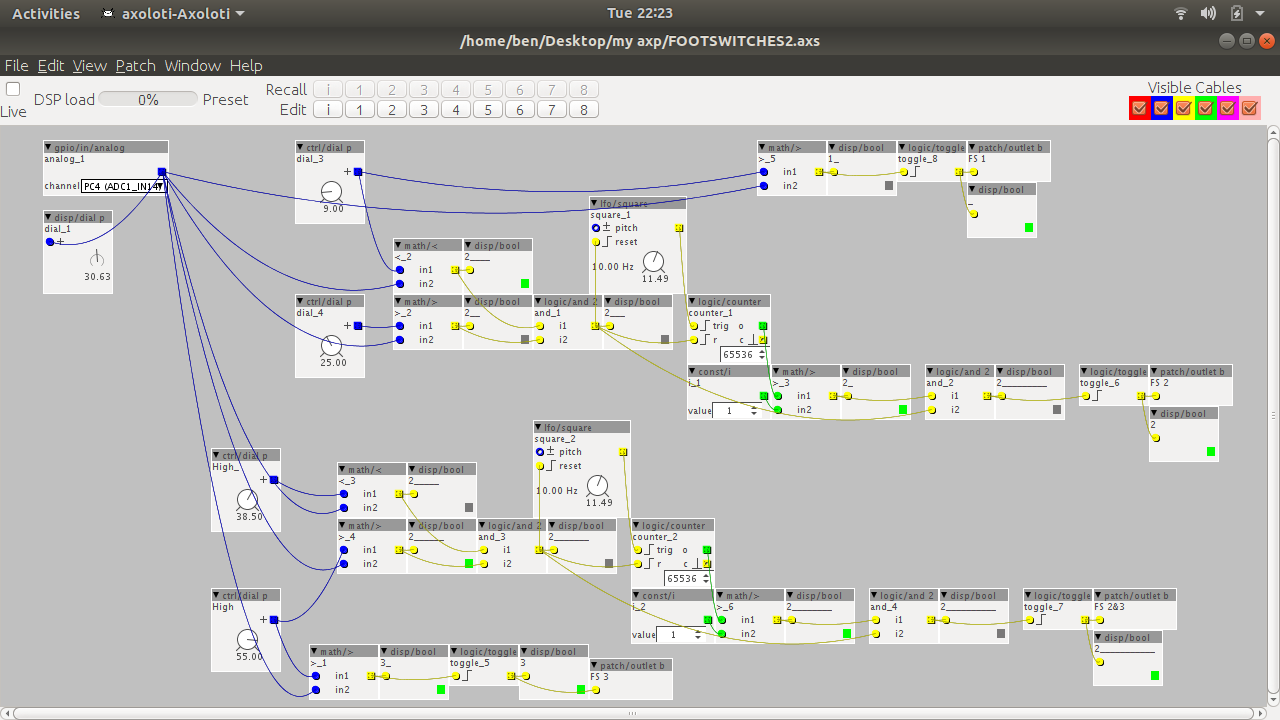 Activities axoloti-Axoloti Tue 22:23
/home/ben/Desktop/my axp/FOOTSWITCHES2.axs
File Edit View Patch Window Help
Live DSP load 0% Preset
Recall i 1 2 3 4 5 6 7 8
Edit i 1 2 3 4 5 6 7 8
Visible Cables
gpio/in/analog
analog_1
channel PC4 (ADC1_IN14
disp/dial p
dial_1
30.63
ctrl/dial p
dial_3
9.00
math/>
>_5
in1
in2
disp/bool
1_
logic/toggle
toggle_8
patch/outlet b
FS 1
disp/bool
_
lfo/square
square_1
pitch
reset
10.00 Hz
11.49
math/<
<_2
in1
in2
disp/bool
2____
ctrl/dial p
dial_4
25.00
math/>
>_2
in1
in2
disp/bool
2__
logic/and 2
and_1
i1
i2
disp/bool
2___
logic/counter
counter_1
trig o
r c
65536
const/i
i_1
value 1
math/>
>_3
in1
in2
disp/bool
2_
logic/and 2
and_2
i1
i2
disp/bool
2_________
logic/toggle
toggle_6
patch/outlet b
FS 2
disp/bool
2
lfo/square
square_2
pitch
reset
10.00 Hz
11.49
ctrl/dial p
High_
38.50
math/<
<_3
in1
in2
disp/bool
2_____
math/>
>_4
in1
in2
disp/bool
2______
logic/and 2
and_3
i1
i2
disp/bool
2_______
logic/counter
counter_2
trig o
r c
65536
const/i
i_2
value 1
math/>
>_6
in1
in2
disp/bool
2________
logic/and 2
and_4
i1
i2
disp/bool
2__________
logic/toggle
toggle_7
patch/outlet b
FS 2&3
disp/bool
2___________
ctrl/dial p
High
55.00
math/>
>_1
in1
in2
disp/bool
3_
logic/toggle
toggle_5
disp/bool
3
patch/outlet b
FS 3